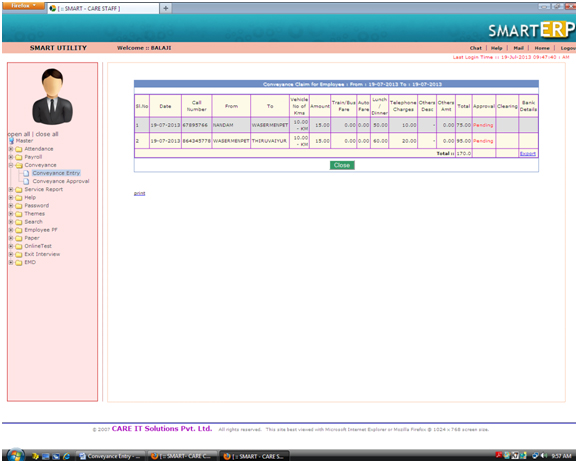 Firefox
[ :: SMART - CARE STAFF ]
SMARTERP
SMART UTILITY Welcome :: BALAJI Chat | Help | Mail | Home | Logou
Last Login Time :: 19-Jul-2013 09:47:42 : AM
open all | close all
Master
Attendance
Payroll
Conveyance
Conveyance Entry
Conveyance Approval
Service Report
Help
Password
Themes
Search
Employee PF
Paper
OnlineTest
Exit Interview
EMD
Conveyance Claim for Employee : From : 19-07-2013 To : 19-07-2013
Sl.No Date Call Number From To Vehicle No of Kms Amount Train/Bus Fare Auto Fare Lunch / Dinner Telephone Charges Others Desc Others Amt Total Approval Clearing Bank Details
1 19-07-2013 67895766 NANDAM WASERMENPET 10.00 - KM 15.00 0.00 0.00 50.00 10.00 - 0.00 75.00 Pending
2 19-07-2013 864345778 WASERMENPET THIRUVAIYUR 10.00 - KM 15.00 0.00 0.00 60.00 20.00 - 0.00 95.00 Pending
Total :: 170.0 Export
Close
print
© 2007 CARE IT Solutions Pvt. Ltd. All rights reserved. This site best viewed with Microsoft Internet Explorer or Mozilla Firefox @ 1024 x 768 screen size.
Conveyance Entry - ... [ :: SMART- CARE C... [ :: SMART - CARE S... 9:57 AM